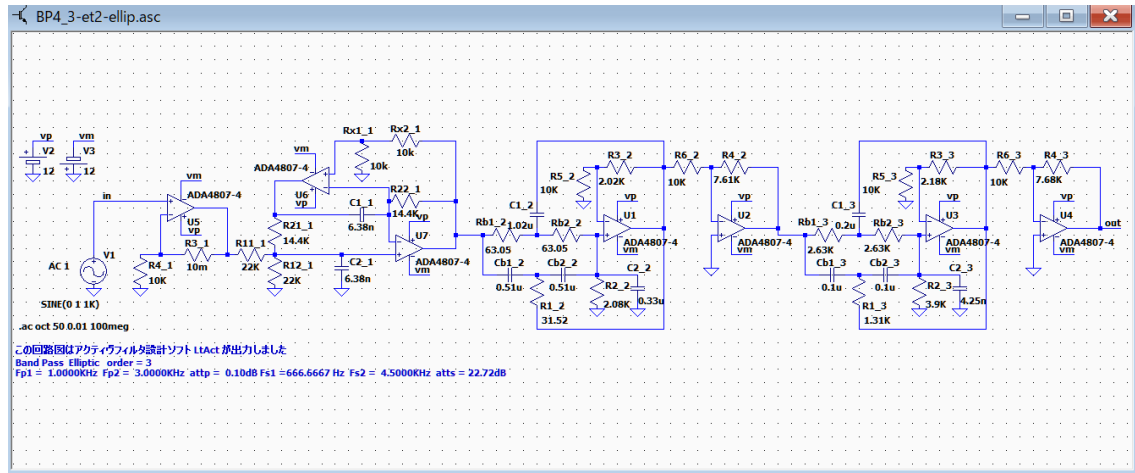 BP4_3-et2-ellip.asc
vp
vm
V2
V3
12
12
in
V1
AC 1
SINE(0 1 1K)
vm
ADA4807-4
U5
vp
R3_1
10m
R4_1
10K
R11_1
22K
R12_1
22K
R21_1
14.4K
Rx1_1
10k
Rx2_1
10k
vm
ADA4807-4
U6
vp
C1_1
6.38n
R22_1
14.4K
vp
U7
ADA4807-4
vm
C2_1
6.38n
C1_2
1.02u
Rb1_2
63.05
Rb2_2
63.05
R5_2
10K
R3_2
2.02K
vp
U1
ADA4807-4
vm
Cb1_2
0.51u
Cb2_2
0.51u
R1_2
31.52
R2_2
2.08K
C2_2
0.33u
R6_2
10K
R4_2
7.61K
vp
U2
ADA4807-4
vm
C1_3
0.2u
Rb1_3
2.63K
Rb2_3
2.63K
R5_3
10K
R3_3
2.18K
vp
U3
ADA4807-4
vm
Cb1_3
0.1u
Cb2_3
0.1u
R1_3
1.31K
R2_3
3.9K
C2_3
4.25n
R6_3
10K
R4_3
7.68K
vp
U4
ADA4807-4
vm
out
.ac oct 50 0.01 100meg
この回路図はアクティヴフィルタ設計ソフト LtAct が出力しました
Band Pass Elliptic order = 3
Fp1 = 1.0000KHz Fp2 = 3.0000KHz attp = 0.10dB Fs1 =666.6667 Hz Fs2 = 4.5000KHz atts = 22.72dB